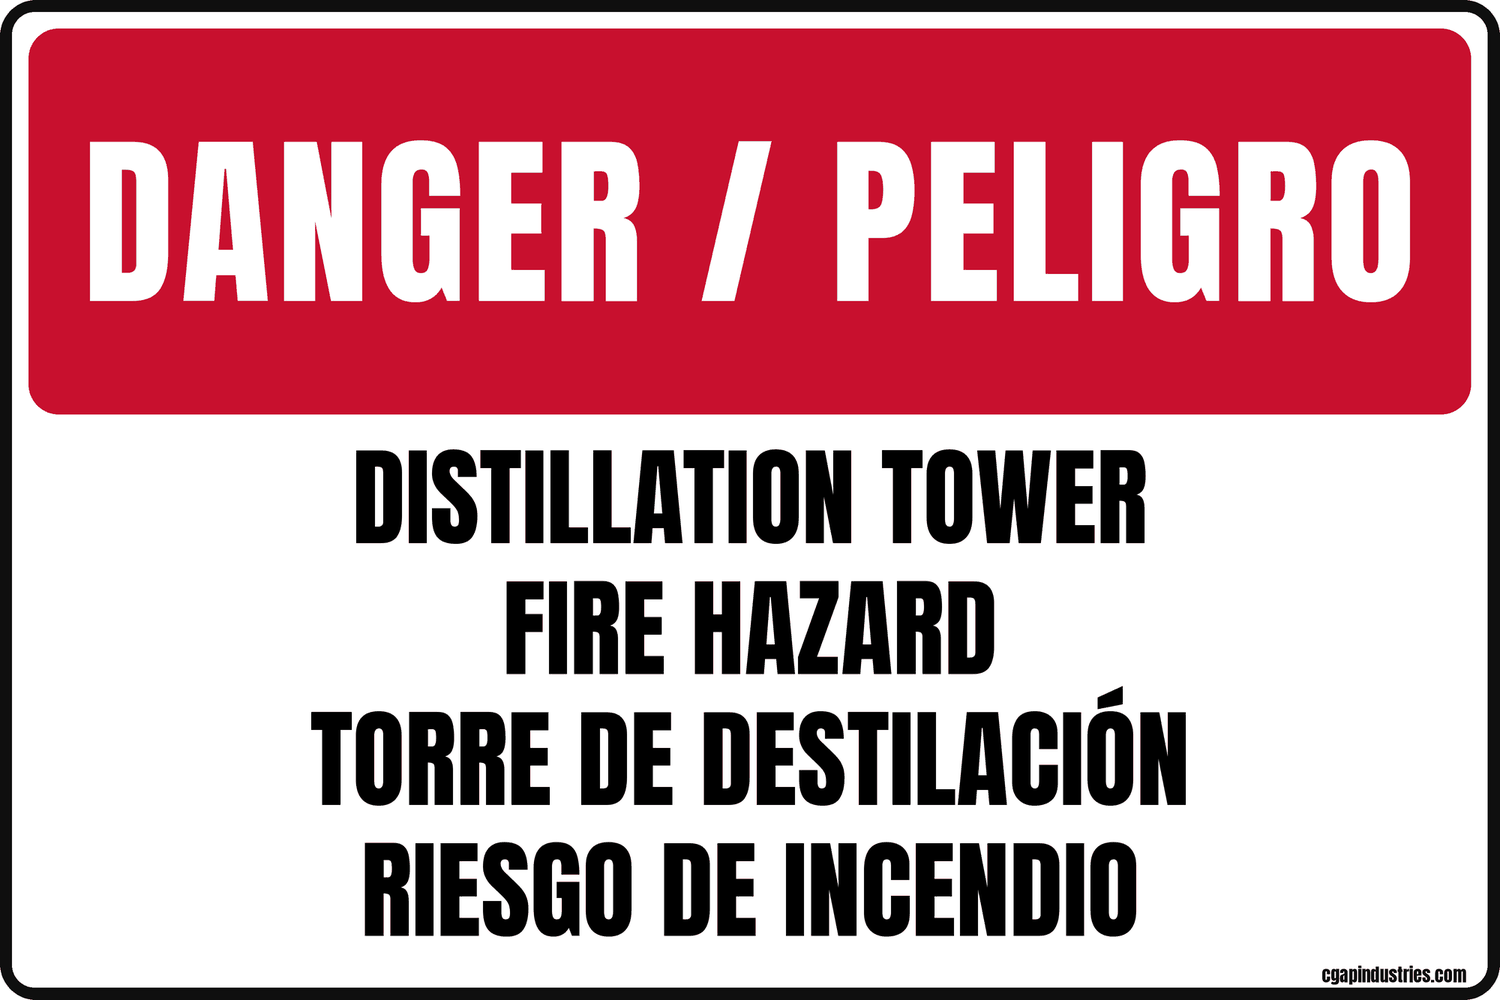 DANGER / PELIGRO
DISTILLATION TOWER
FIRE HAZARD
TORRE DE DESTILACIÓN
RIESGO DE INCENDIO
cgapindustries.com